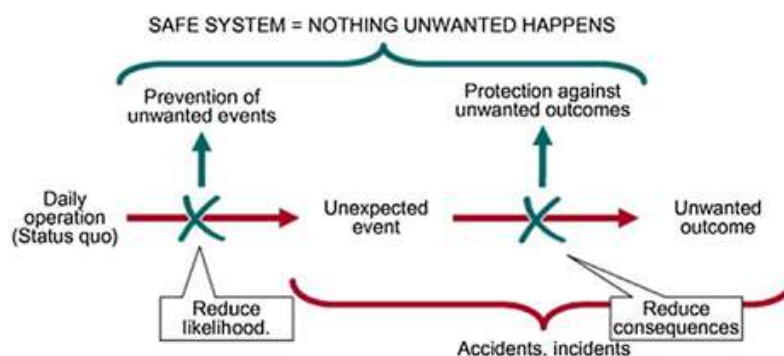 SAFE SYSTEM = NOTHING UNWANTED HAPPENS
Prevention of
unwanted events
Protection against
unwanted outcomes
Daily
operation
(Status quo)
Unexpected
event
Unwanted
outcome
Reduce
likelihood.
Reduce
consequences
Accidents, incidents